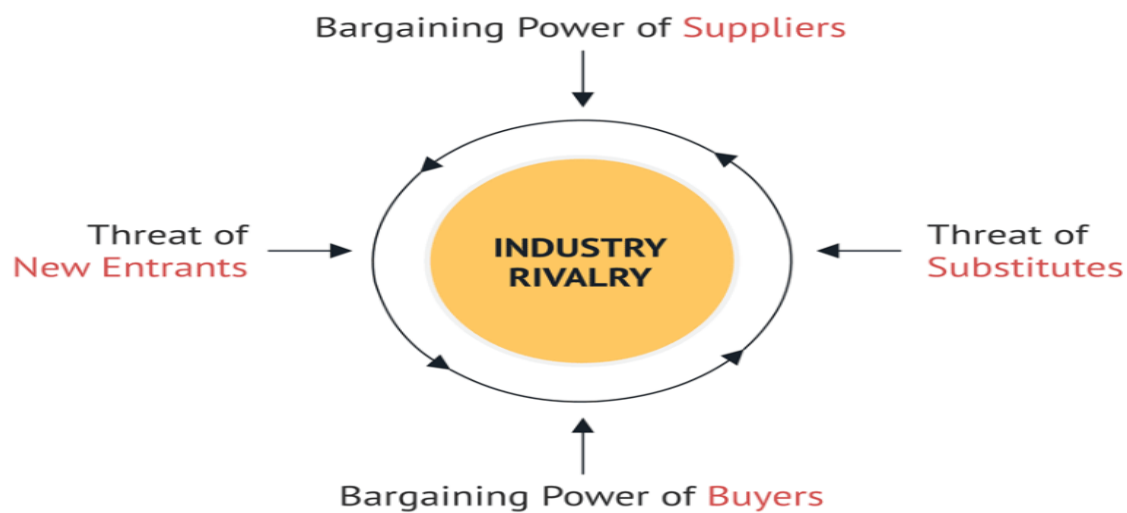 Bargaining Power of Suppliers
Threat of
New Entrants
INDUSTRY
RIVALRY
Threat of
Substitutes
Bargaining Power of Buyers